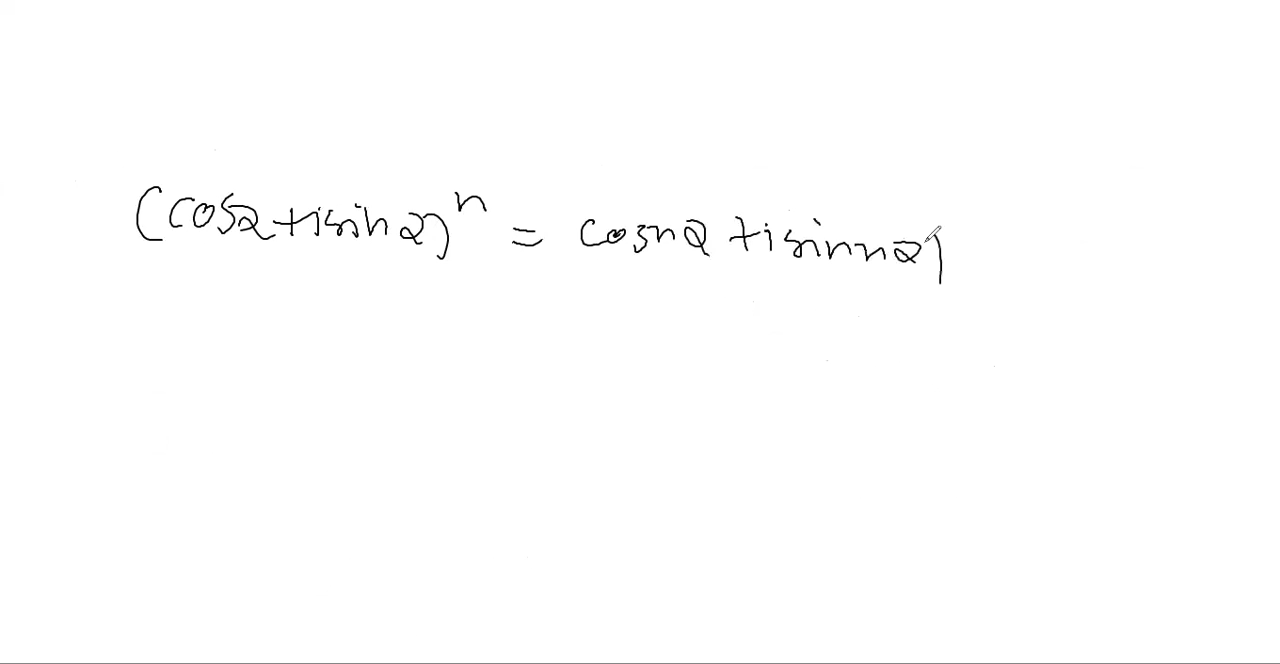 (cosα+isinα)^n = cosnα +isinnα)